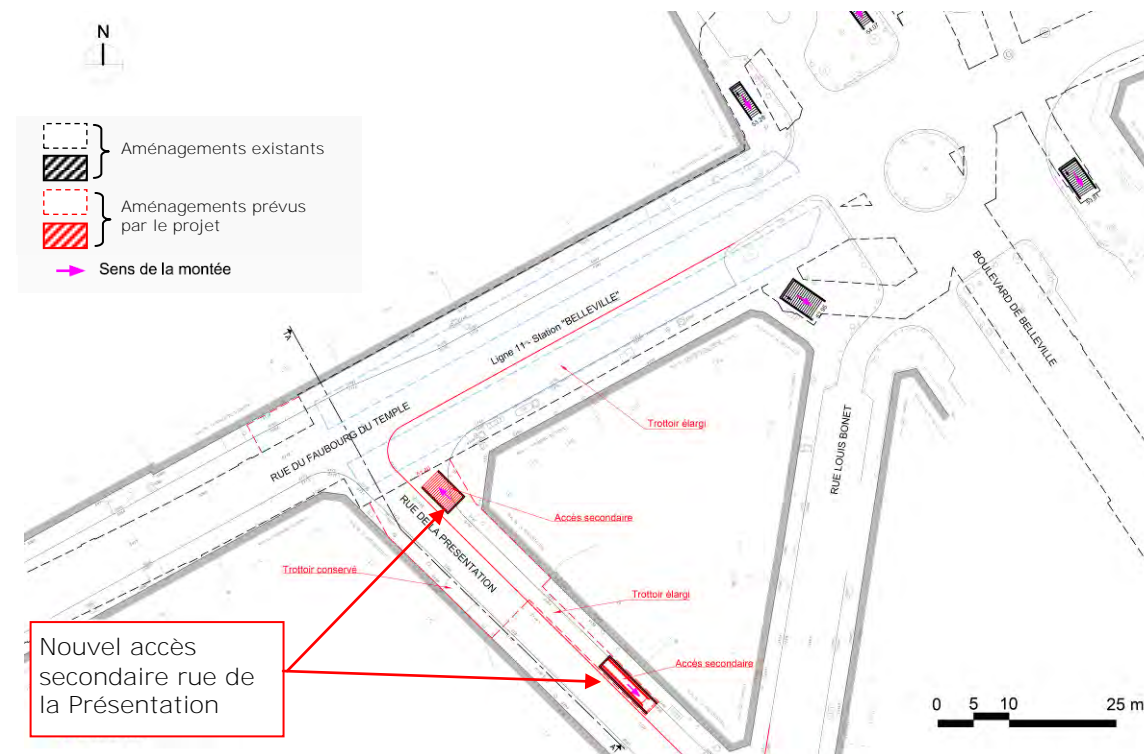 N
Aménagements existants
Aménagements prévus
par le projet
Sens de la montée
Ligne 11 - Station "BELLEVILLE"
BOULEVARD DE BELLEVILLE
RUE DU FAUBOURG DU TEMPLE
Trottoir élargi
RUE LOUIS BONET
RUE DE LA PRESENTATION
Accès secondaire
Trottoir conservé
Trottoir élargi
Accès secondaire
Nouvel accès
secondaire rue de
la Présentation
0 5 10 25 m